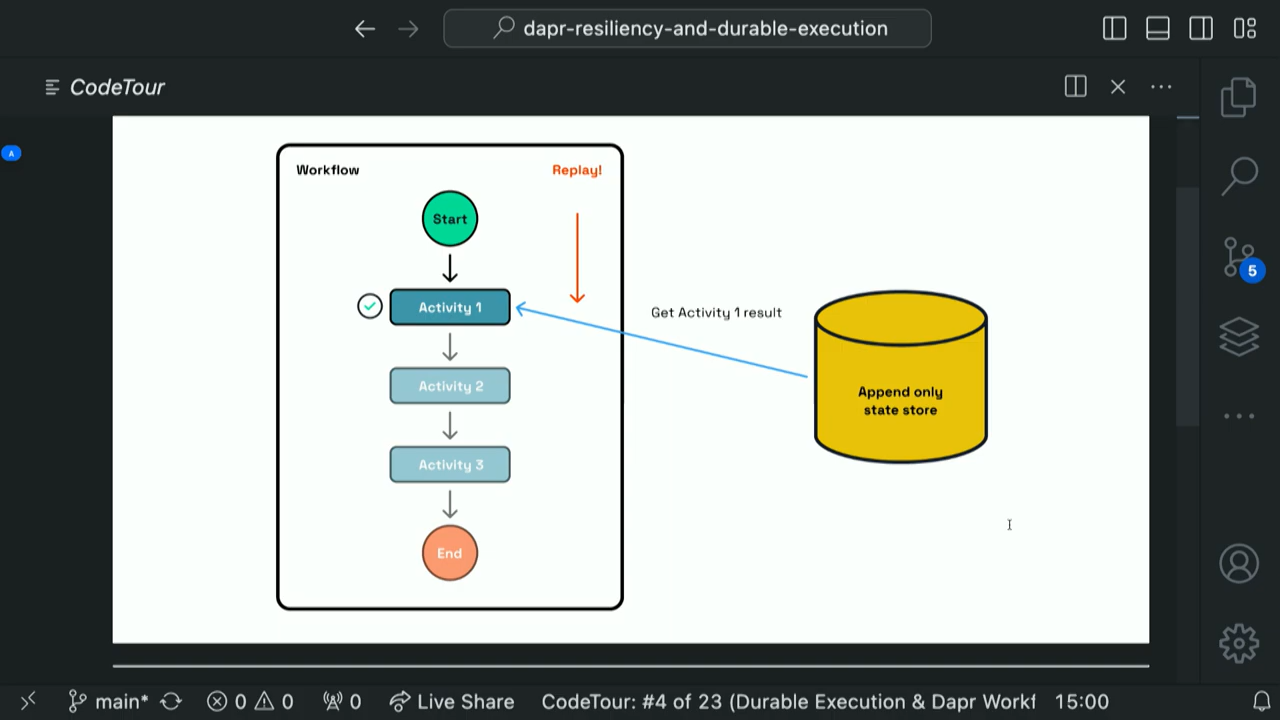 dapr-resiliency-and-durable-execution
CodeTour
A
Workflow
Replay!
Start
Activity 1
Get Activity 1 result
Activity 2
Append only
state store
Activity 3
End
5
main*
0
0
0
Live Share
CodeTour: #4 of 23 (Durable Execution & Dapr Workf
15:00